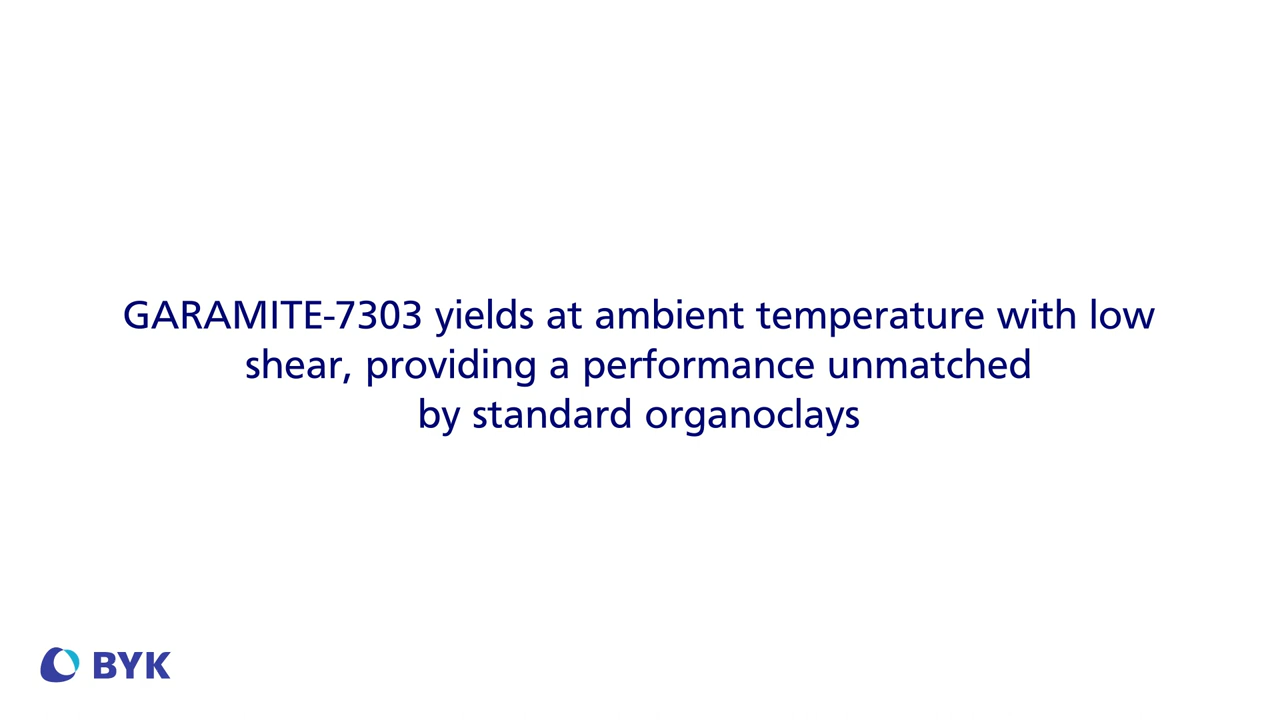 GARAMITE-7303 yields at ambient temperature with low
shear, providing a performance unmatched
by standard organoclays
BYK